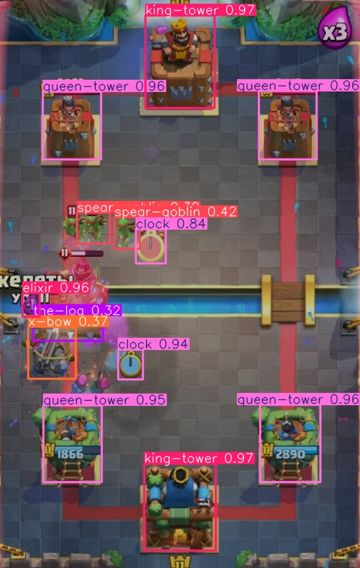 king-tower 0.97
x3
queen-tower 0.96
queen-tower 0.96
spear-goblin 0.42
clock 0.84
elixir 0.96
the-log 0.32
x-bow 0.37
clock 0.94
queen-tower 0.95
queen-tower 0.96
1866
2890
king-tower 0.97